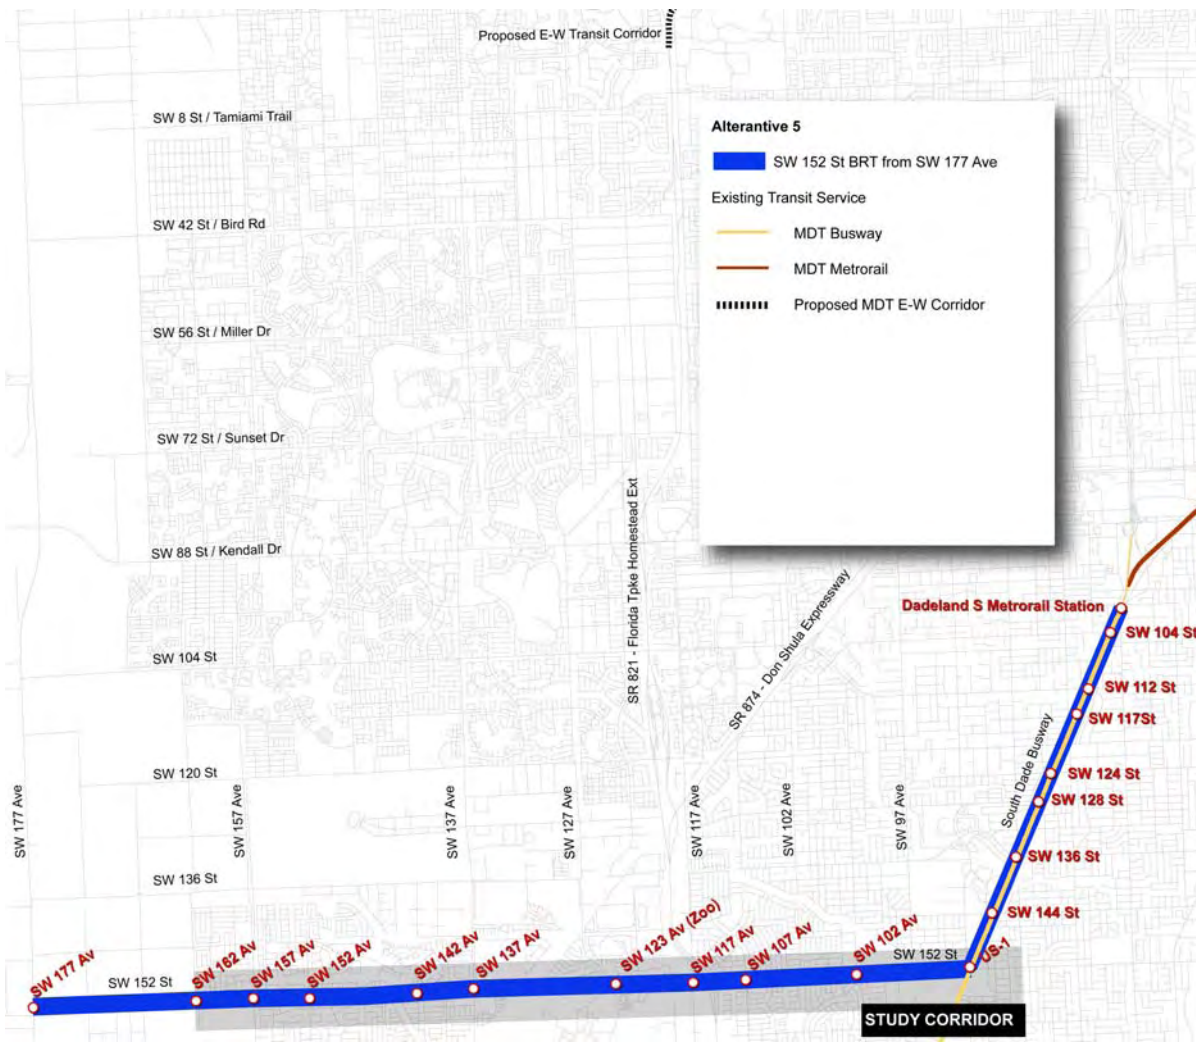 Proposed E-W Transit Corridor
SW 8 St / Tamiami Trail
Alterantive 5
SW 152 St BRT from SW 177 Ave
Existing Transit Service
MDT Busway
MDT Metrorail
Proposed MDT E-W Corridor
SW 42 St / Bird Rd
SW 56 St / Miller Dr
SW 72 St / Sunset Dr
SW 88 St / Kendall Dr
SR 821 - Florida Tpke Homestead Ext
SR 874 - Don Shula Expressway
Dadeland S Metrorail Station
SW 104 St
SW 104 St
SW 112 St
SW 117St
South Dade Busway
SW 120 St
SW 124 St
SW 128 St
SW 177 Ave
SW 157 Ave
SW 137 Ave
SW 127 Ave
SW 117 Ave
SW 102 Ave
SW 97 Ave
SW 136 St
SW 136 St
SW 144 St
SW 177 Av
SW 152 St
SW 162 Av
SW 157 Av
SW 152 Av
SW 142 Av
SW 137 Av
SW 123 Av (Zoo)
SW 117 Av
SW 107 Av
SW 102 Av
SW 152 St
US-1
STUDY CORRIDOR